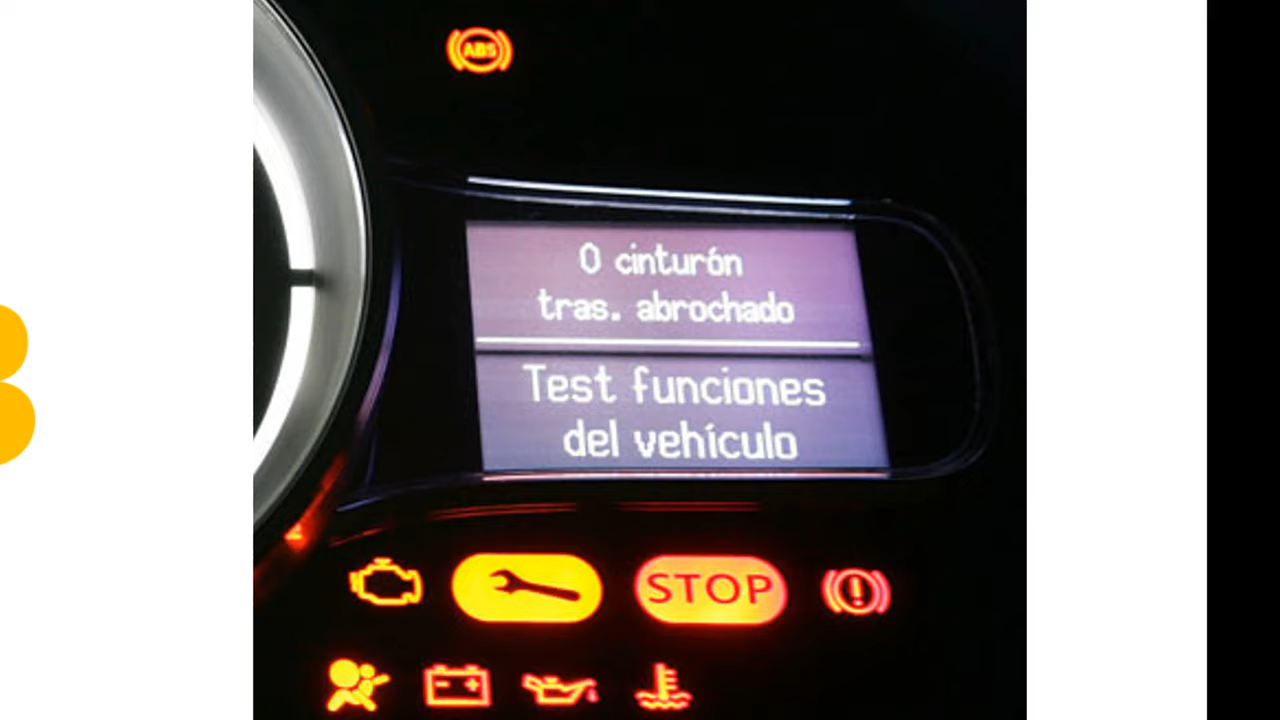 ABS
0 cinturón
tras. abrochado
Test funciones
del vehículo
STOP